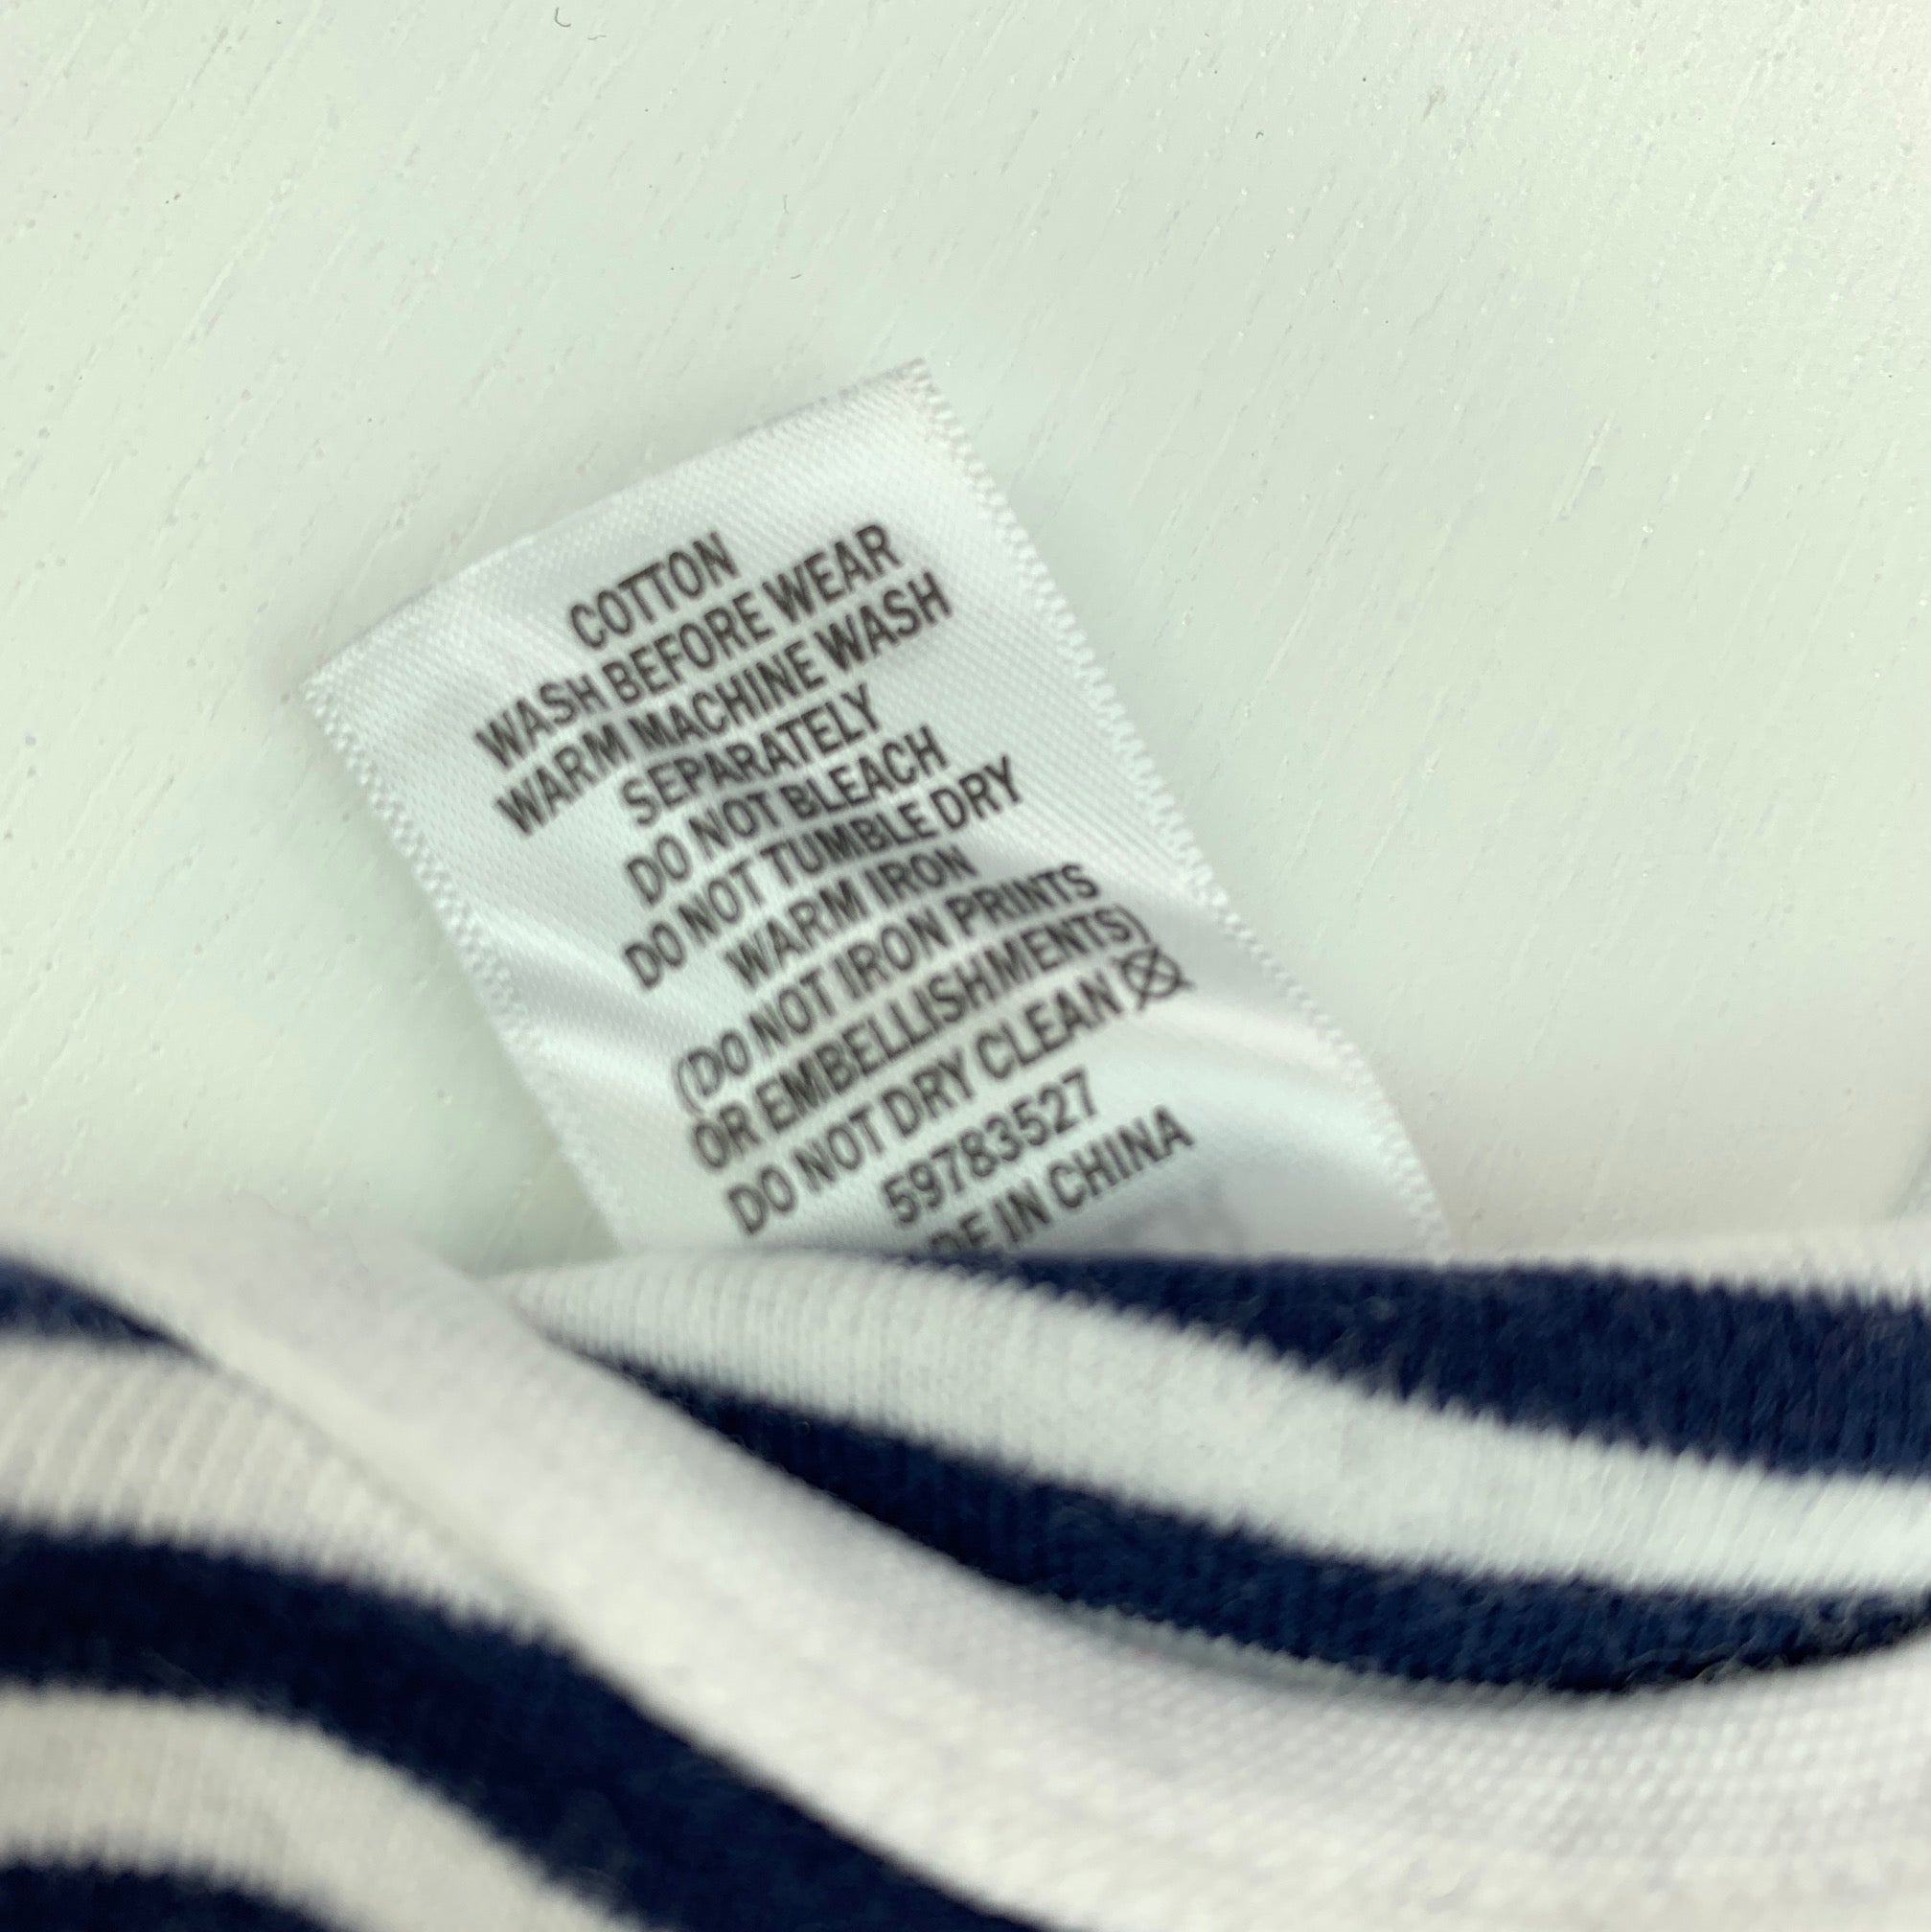 COTTON
WASH BEFORE WEAR
WARM MACHINE WASH
SEPARATELY
DO NOT BLEACH
DO NOT TUMBLE DRY
WARM IRON
(DO NOT IRON PRINTS
OR EMBELLISHMENTS)
DO NOT DRY CLEAN
59783527
DE IN CHINA